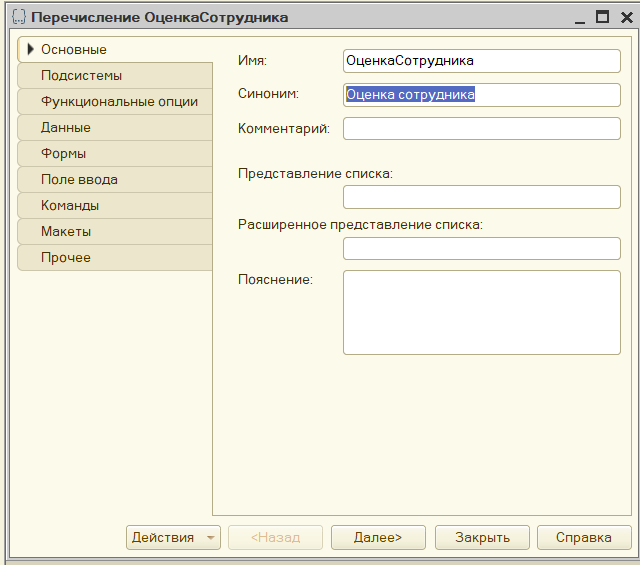 Перечисление ОценкаСотрудника
Основные
Подсистемы
Функциональные опции
Данные
Формы
Поле ввода
Команды
Макеты
Прочее
Имя: ОценкаСотрудника
Синоним: Оценка сотрудника
Комментарий:
Представление списка:
Расширенное представление списка:
Пояснение:
Действия <Назад Далее> Закрыть Справка